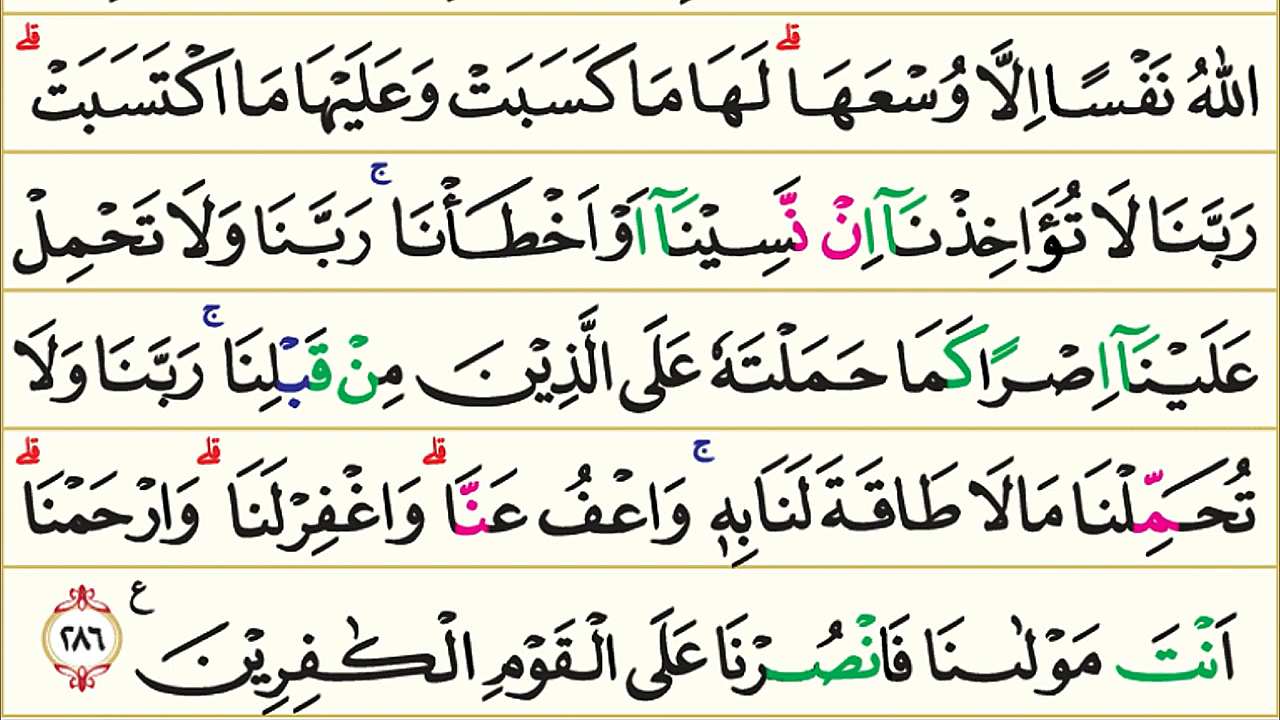 اللّٰهُ نَفْسًا اِلَّا وُسْعَهَا ؕ لَهَا مَا كَسَبَتْ وَعَلَيْهَا مَا اكْتَسَبَتْ ؕ
رَبَّنَا لَا تُؤَاخِذْنَاۤ اِنْ نَّسِيْنَاۤ اَوْ اَخْطَاْنَا ۚ رَبَّنَا وَلَا تَحْمِلْ
عَلَيْنَاۤ اِصْرًا كَمَا حَمَلْتَهٗ عَلَى الَّذِيْنَ مِنْ قَبْلِنَا ۚ رَبَّنَا وَلَا
تُحَمِّلْنَا مَا لَا طَاقَةَ لَنَا بِهٖ ۚ وَاعْفُ عَنَّا ۗ وَاغْفِرْ لَنَا ۗ وَارْحَمْنَا ۗ
اَنْتَ مَوْلٰىنَا فَانْصُرْنَا عَلَى الْقَوْمِ الْكٰفِرِيْنَ ع ٢٨٦